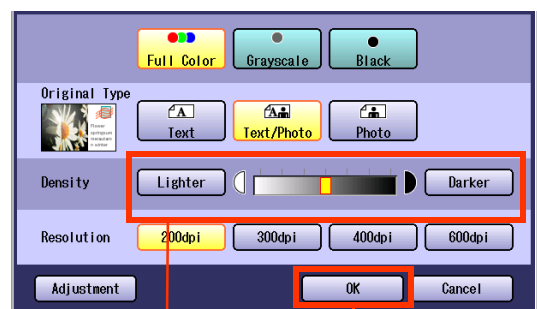 Full Color Grayscale Black
Original Type
A
A
Text Text/Photo Photo
Density Lighter Darker
Resolution 200dpi 300dpi 400dpi 600dpi
Adjustment OK Cancel